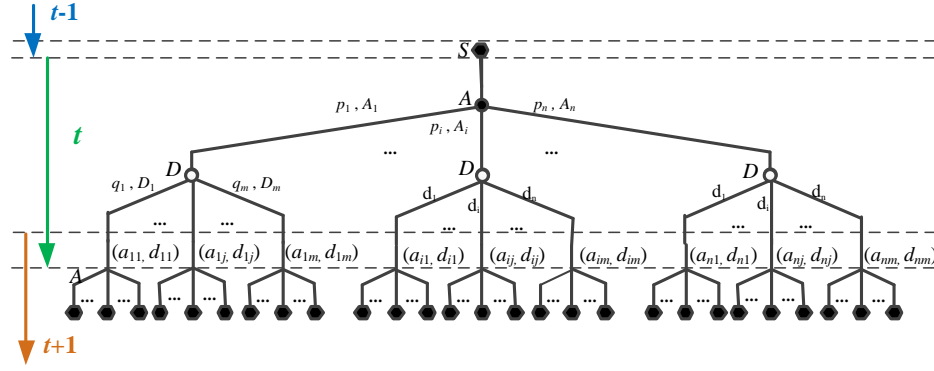 t-1
S
A
p₁ , A₁
pᵢ , Aᵢ
pₙ , Aₙ
t
...
...
D
D
D
q₁ , D₁
qₘ , Dₘ
d₁
dᵢ
dₙ
d₁
dᵢ
dₙ
...
...
...
...
...
...
(a₁₁, d₁₁)
(a₁ⱼ, d₁ⱼ)
(a₁ₘ, d₁ₘ)
(aᵢ₁, dᵢ₁)
(aᵢⱼ, dᵢⱼ)
(aᵢₘ, dᵢₘ)
(aₙ₁, dₙ₁)
(aₙⱼ, dₙⱼ)
(aₙₘ, dₙₘ)
A
... ... ... ... ... ... ... ... ... ... ... ... ... ... ... ... ... ...
t+1